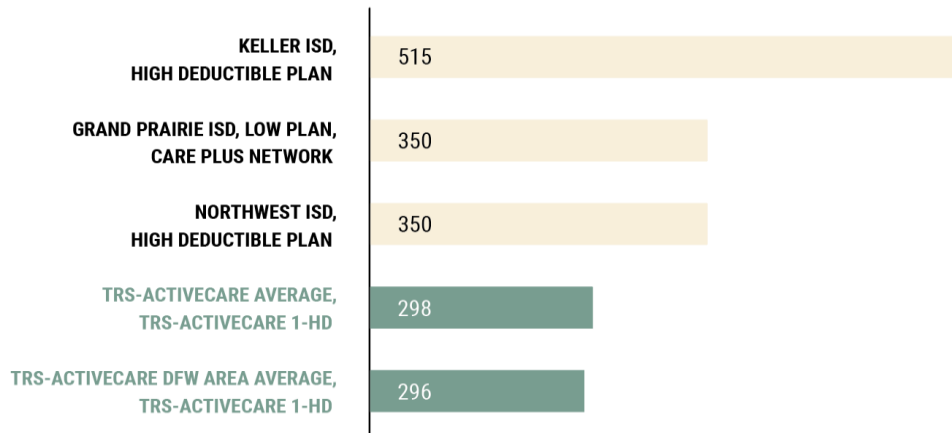 KELLER ISD,
HIGH DEDUCTIBLE PLAN
515
GRAND PRAIRIE ISD, LOW PLAN,
CARE PLUS NETWORK
350
NORTHWEST ISD,
HIGH DEDUCTIBLE PLAN
350
TRS-ACTIVECARE AVERAGE,
TRS-ACTIVECARE 1-HD
298
TRS-ACTIVECARE DFW AREA AVERAGE,
TRS-ACTIVECARE 1-HD
296